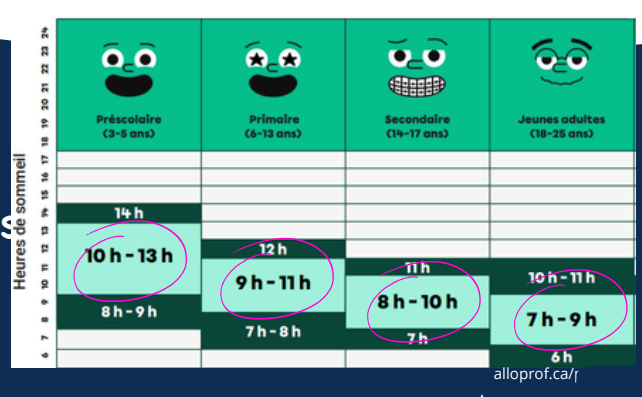 Heures de sommeil
24
23
22
21
20
19
18
17
16
15
14
13
12
11
10
9
8
7
6
Préscolaire
(3-5 ans)
Primaire
(6-13 ans)
Secondaire
(14-17 ans)
Jeunes adultes
(18-25 ans)
14 h
10 h - 13 h
8 h - 9 h
12 h
9 h - 11 h
7 h - 8 h
11 h
8 h - 10 h
7 h
10 h - 11 h
7 h - 9 h
6 h
alloprof.ca/